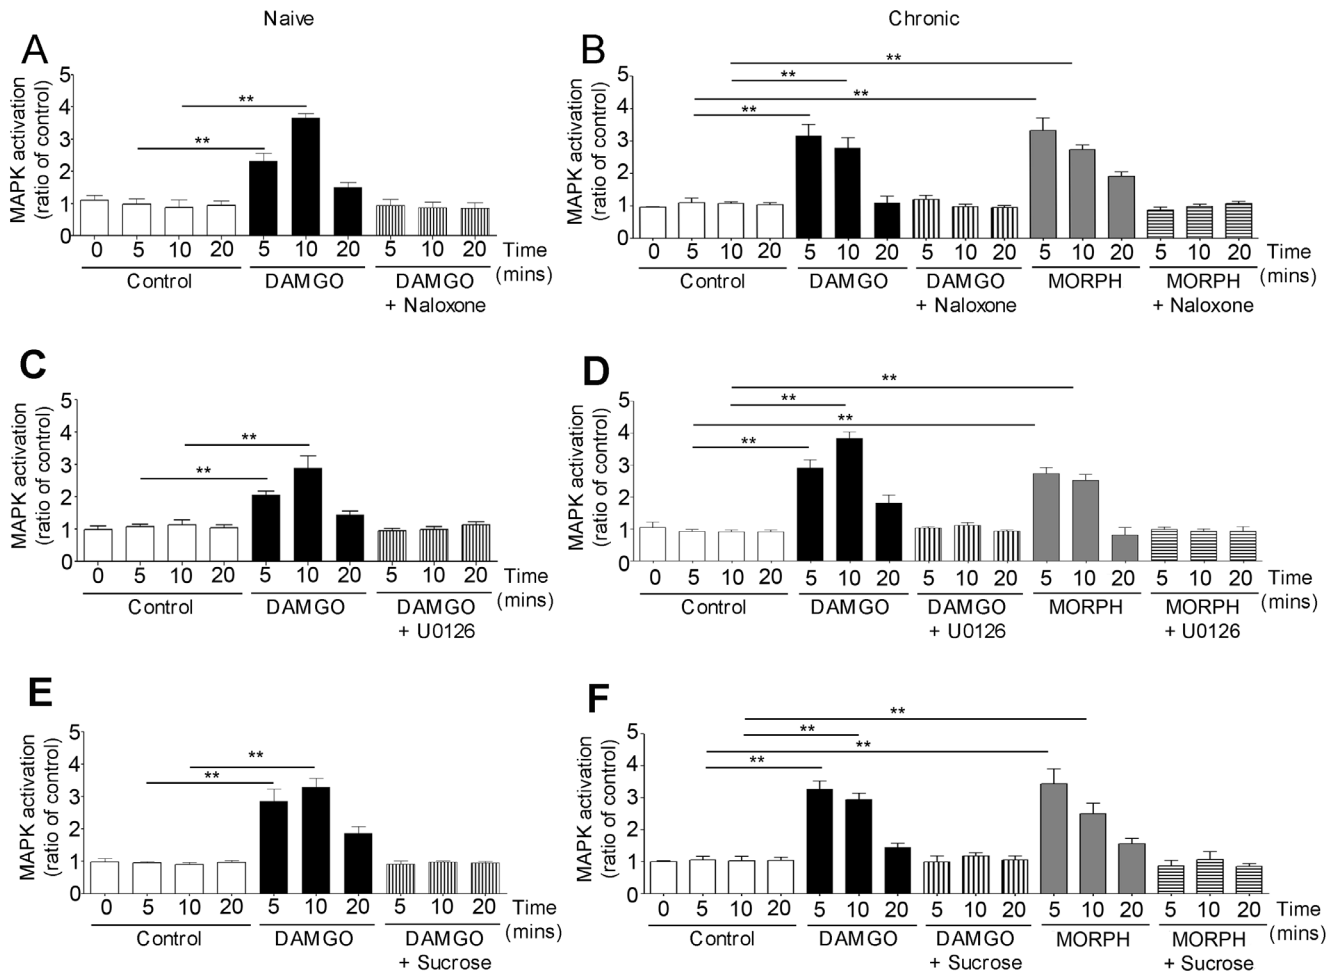 Naive
Chronic
A
MAPK activation
(ratio of control)
5
4
3
2
1
0
**
**
0 5 10 20 5 10 20 5 10 20 Time
(mins)
Control DAMGO DAMGO
+ Naloxone
B
MAPK activation
(ratio of control)
5
4
3
2
1
0
**
**
**
**
0 5 10 20 5 10 20 5 10 20 5 10 20 5 10 20 Time
(mins)
Control DAMGO DAMGO MORPH MORPH
+ Naloxone + Naloxone
C
MAPK activation
(ratio of control)
5
4
3
2
1
0
**
**
0 5 10 20 5 10 20 5 10 20 Time
(mins)
Control DAMGO DAMGO
+ U0126
D
MAPK activation
(ratio of control)
5
4
3
2
1
0
**
**
**
**
0 5 10 20 5 10 20 5 10 20 5 10 20 5 10 20 Time
(mins)
Control DAMGO DAMGO MORPH MORPH
+ U0126 + U0126
E
MAPK activation
(ratio of control)
5
4
3
2
1
0
**
**
0 5 10 20 5 10 20 5 10 20 Time
(mins)
Control DAMGO DAMGO
+ Sucrose
F
MAPK activation
(ratio of control)
5
4
3
2
1
0
**
**
**
**
0 5 10 20 5 10 20 5 10 20 5 10 20 5 10 20 Time
(mins)
Control DAMGO DAMGO MORPH MORPH
+ Sucrose + Sucrose